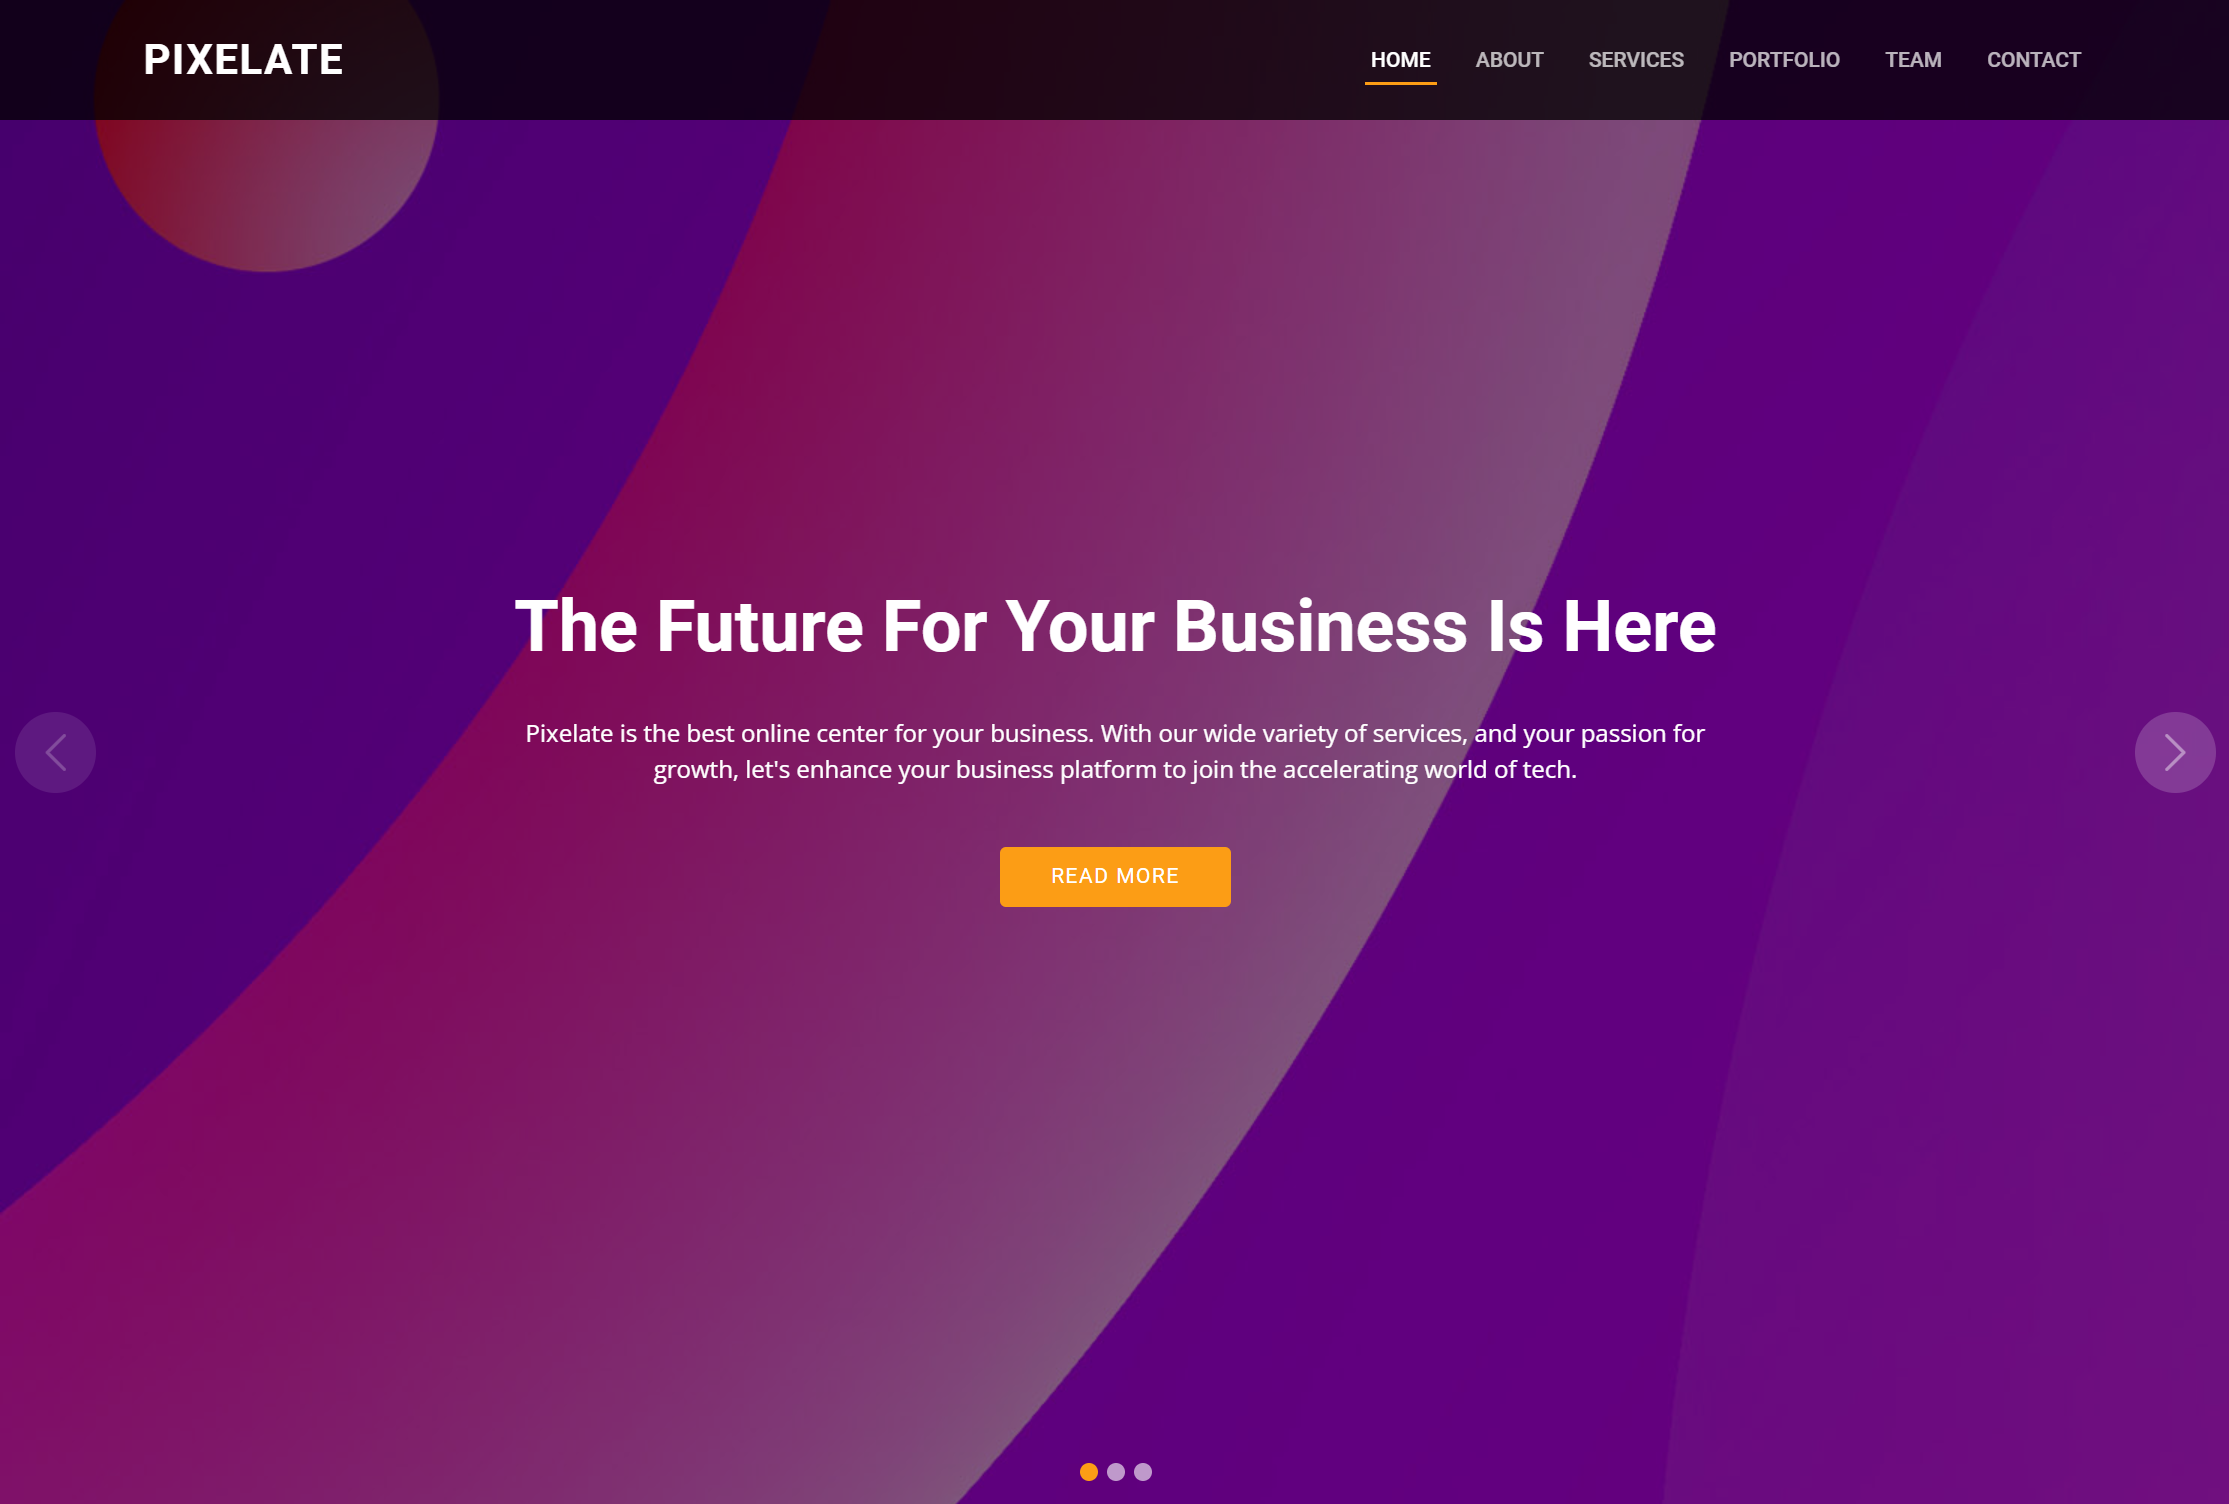 PIXELATE
HOME ABOUT SERVICES PORTFOLIO TEAM CONTACT
The Future For Your Business Is Here
Pixelate is the best online center for your business. With our wide variety of services, and your passion for
growth, let's enhance your business platform to join the accelerating world of tech.
READ MORE